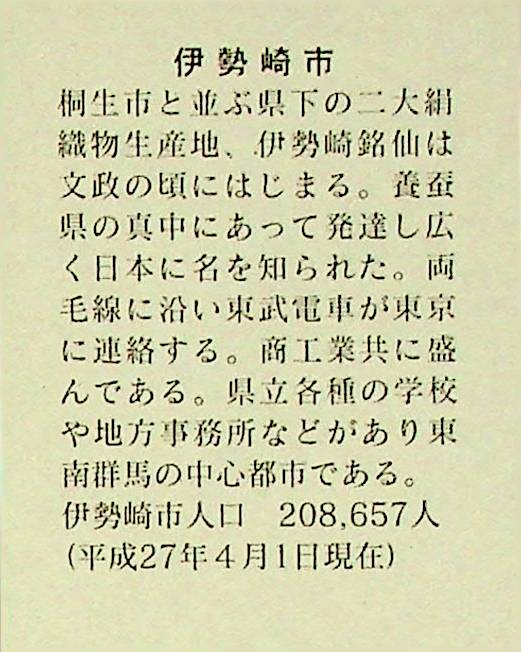 伊勢崎市
桐生市と並ぶ県下の二大絹
織物生産地、伊勢崎銘仙は
文政の頃にはじまる。養蚕
県の真中にあって発達し広
く日本に名を知られた。両
毛線に沿い東武電車が東京
に連絡する。商工業共に盛
んである。県立各種の学校
や地方事務所などがあり東
南群馬の中心都市である。
伊勢崎市人口　208,657人
(平成27年４月1日現在)